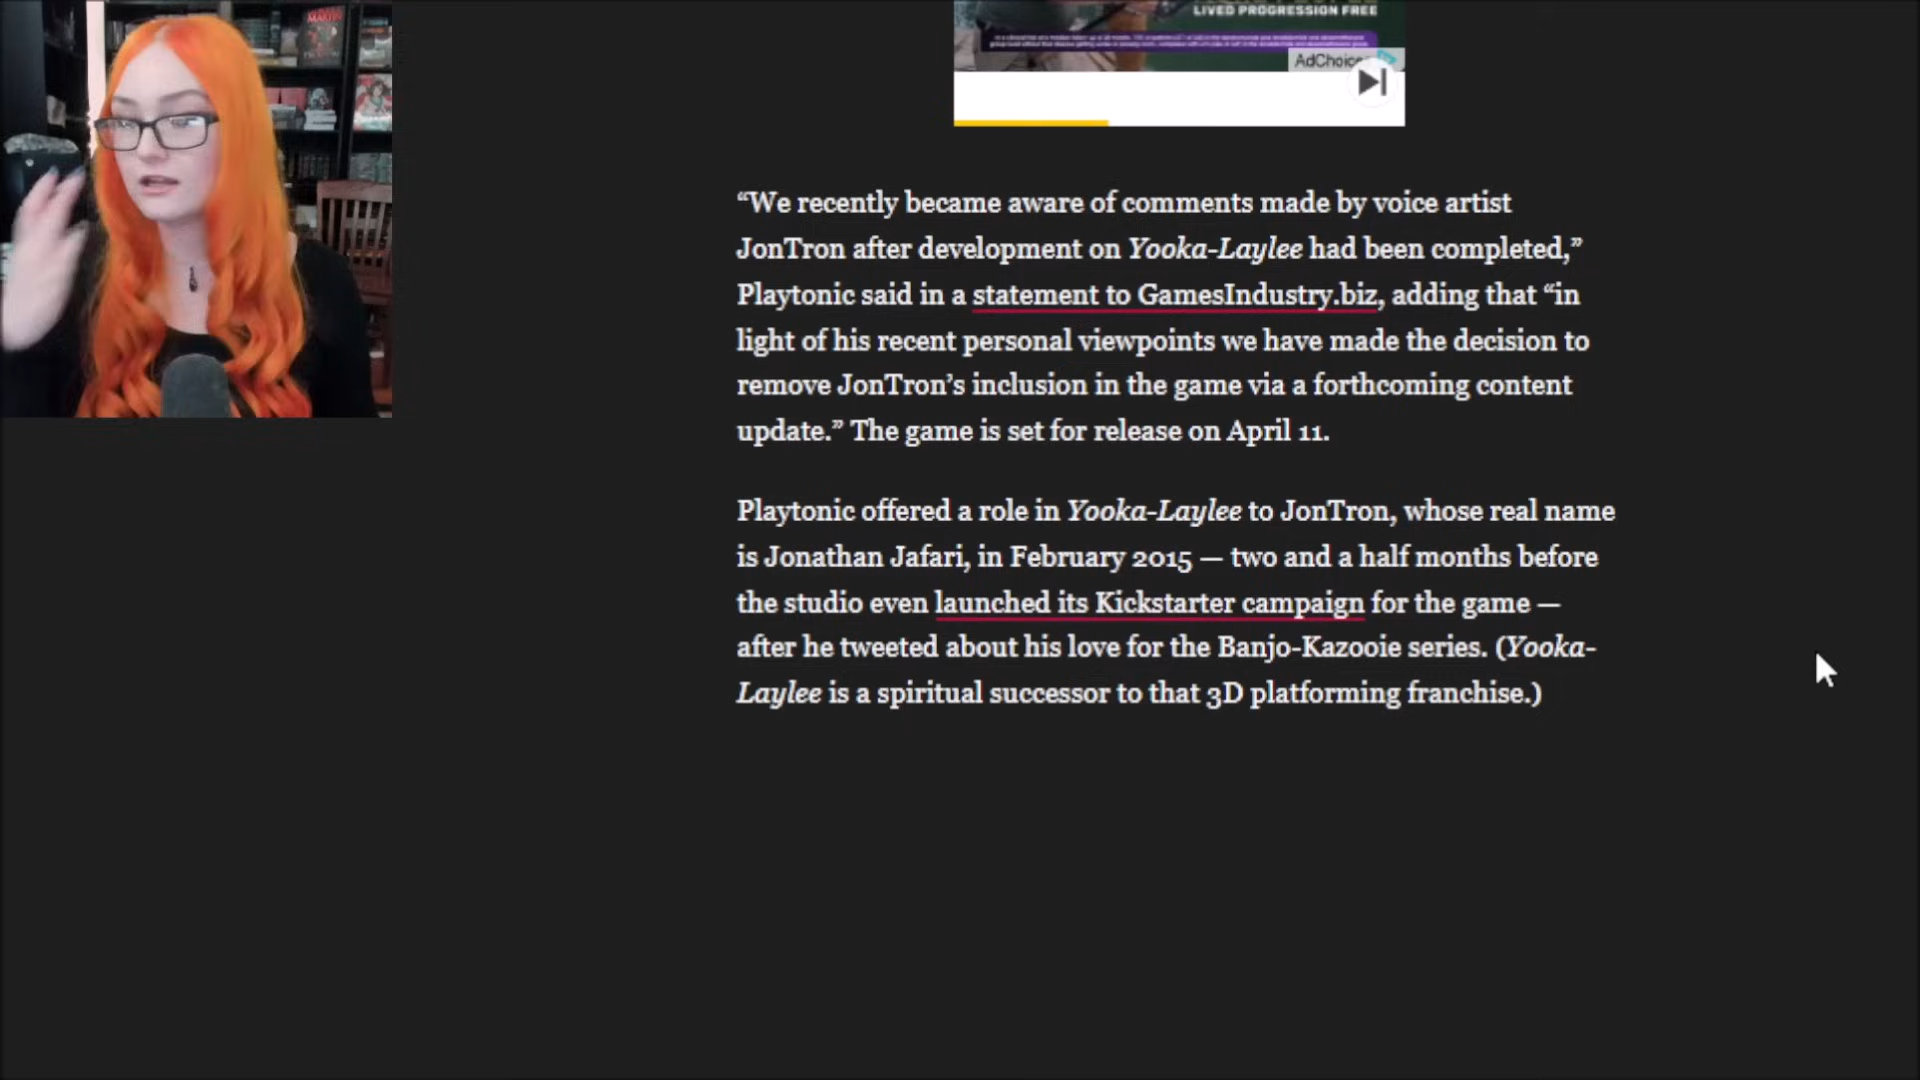 LIVED PROGRESSION FREE
AdChoices
“We recently became aware of comments made by voice artist
JonTron after development on Yooka-Laylee had been completed,”
Playtonic said in a statement to GamesIndustry.biz, adding that “in
light of his recent personal viewpoints we have made the decision to
remove JonTron’s inclusion in the game via a forthcoming content
update.” The game is set for release on April 11.
Playtonic offered a role in Yooka-Laylee to JonTron, whose real name
is Jonathan Jafari, in February 2015 — two and a half months before
the studio even launched its Kickstarter campaign for the game —
after he tweeted about his love for the Banjo-Kazooie series. (Yooka-
Laylee is a spiritual successor to that 3D platforming franchise.)